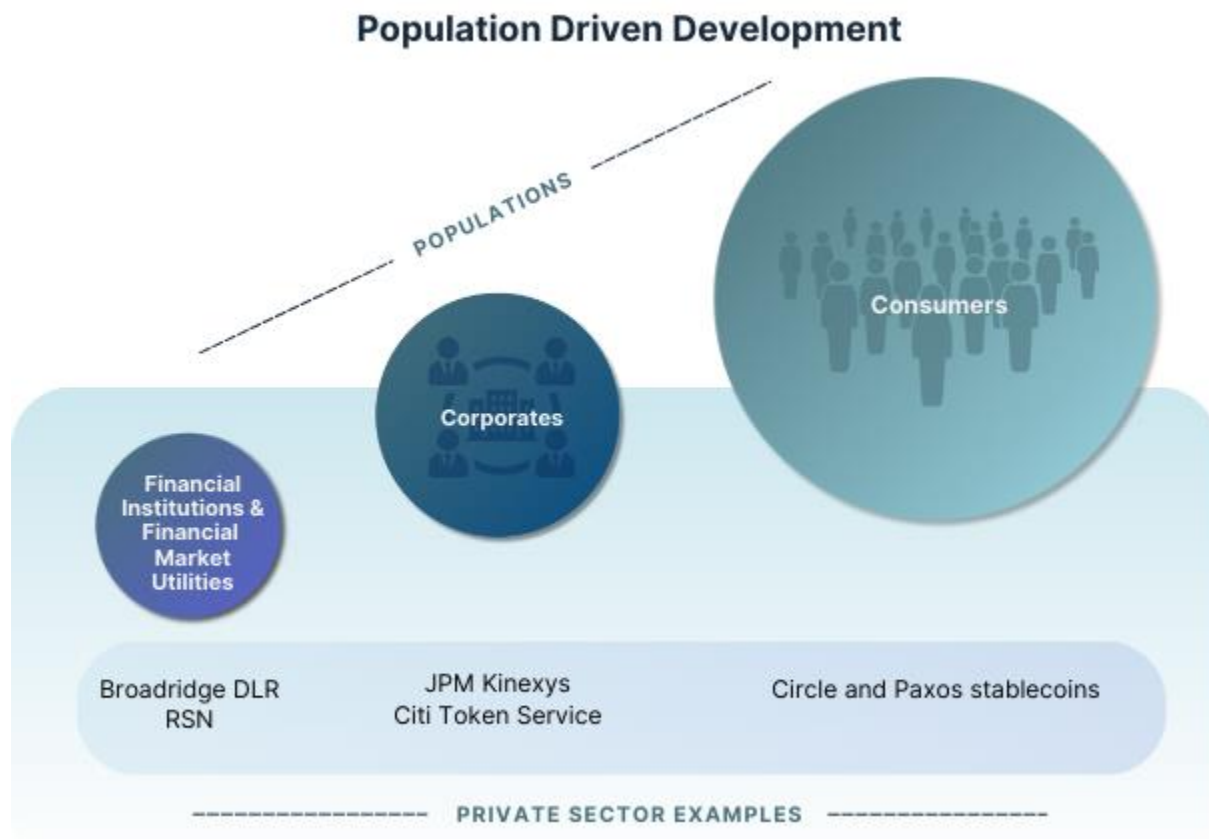 Population Driven Development
POPULATIONS
Consumers
Corporates
Financial
Institutions &
Financial
Market
Utilities
Broadridge DLR
RSN
JPM Kinexys
Citi Token Service
Circle and Paxos stablecoins
PRIVATE SECTOR EXAMPLES